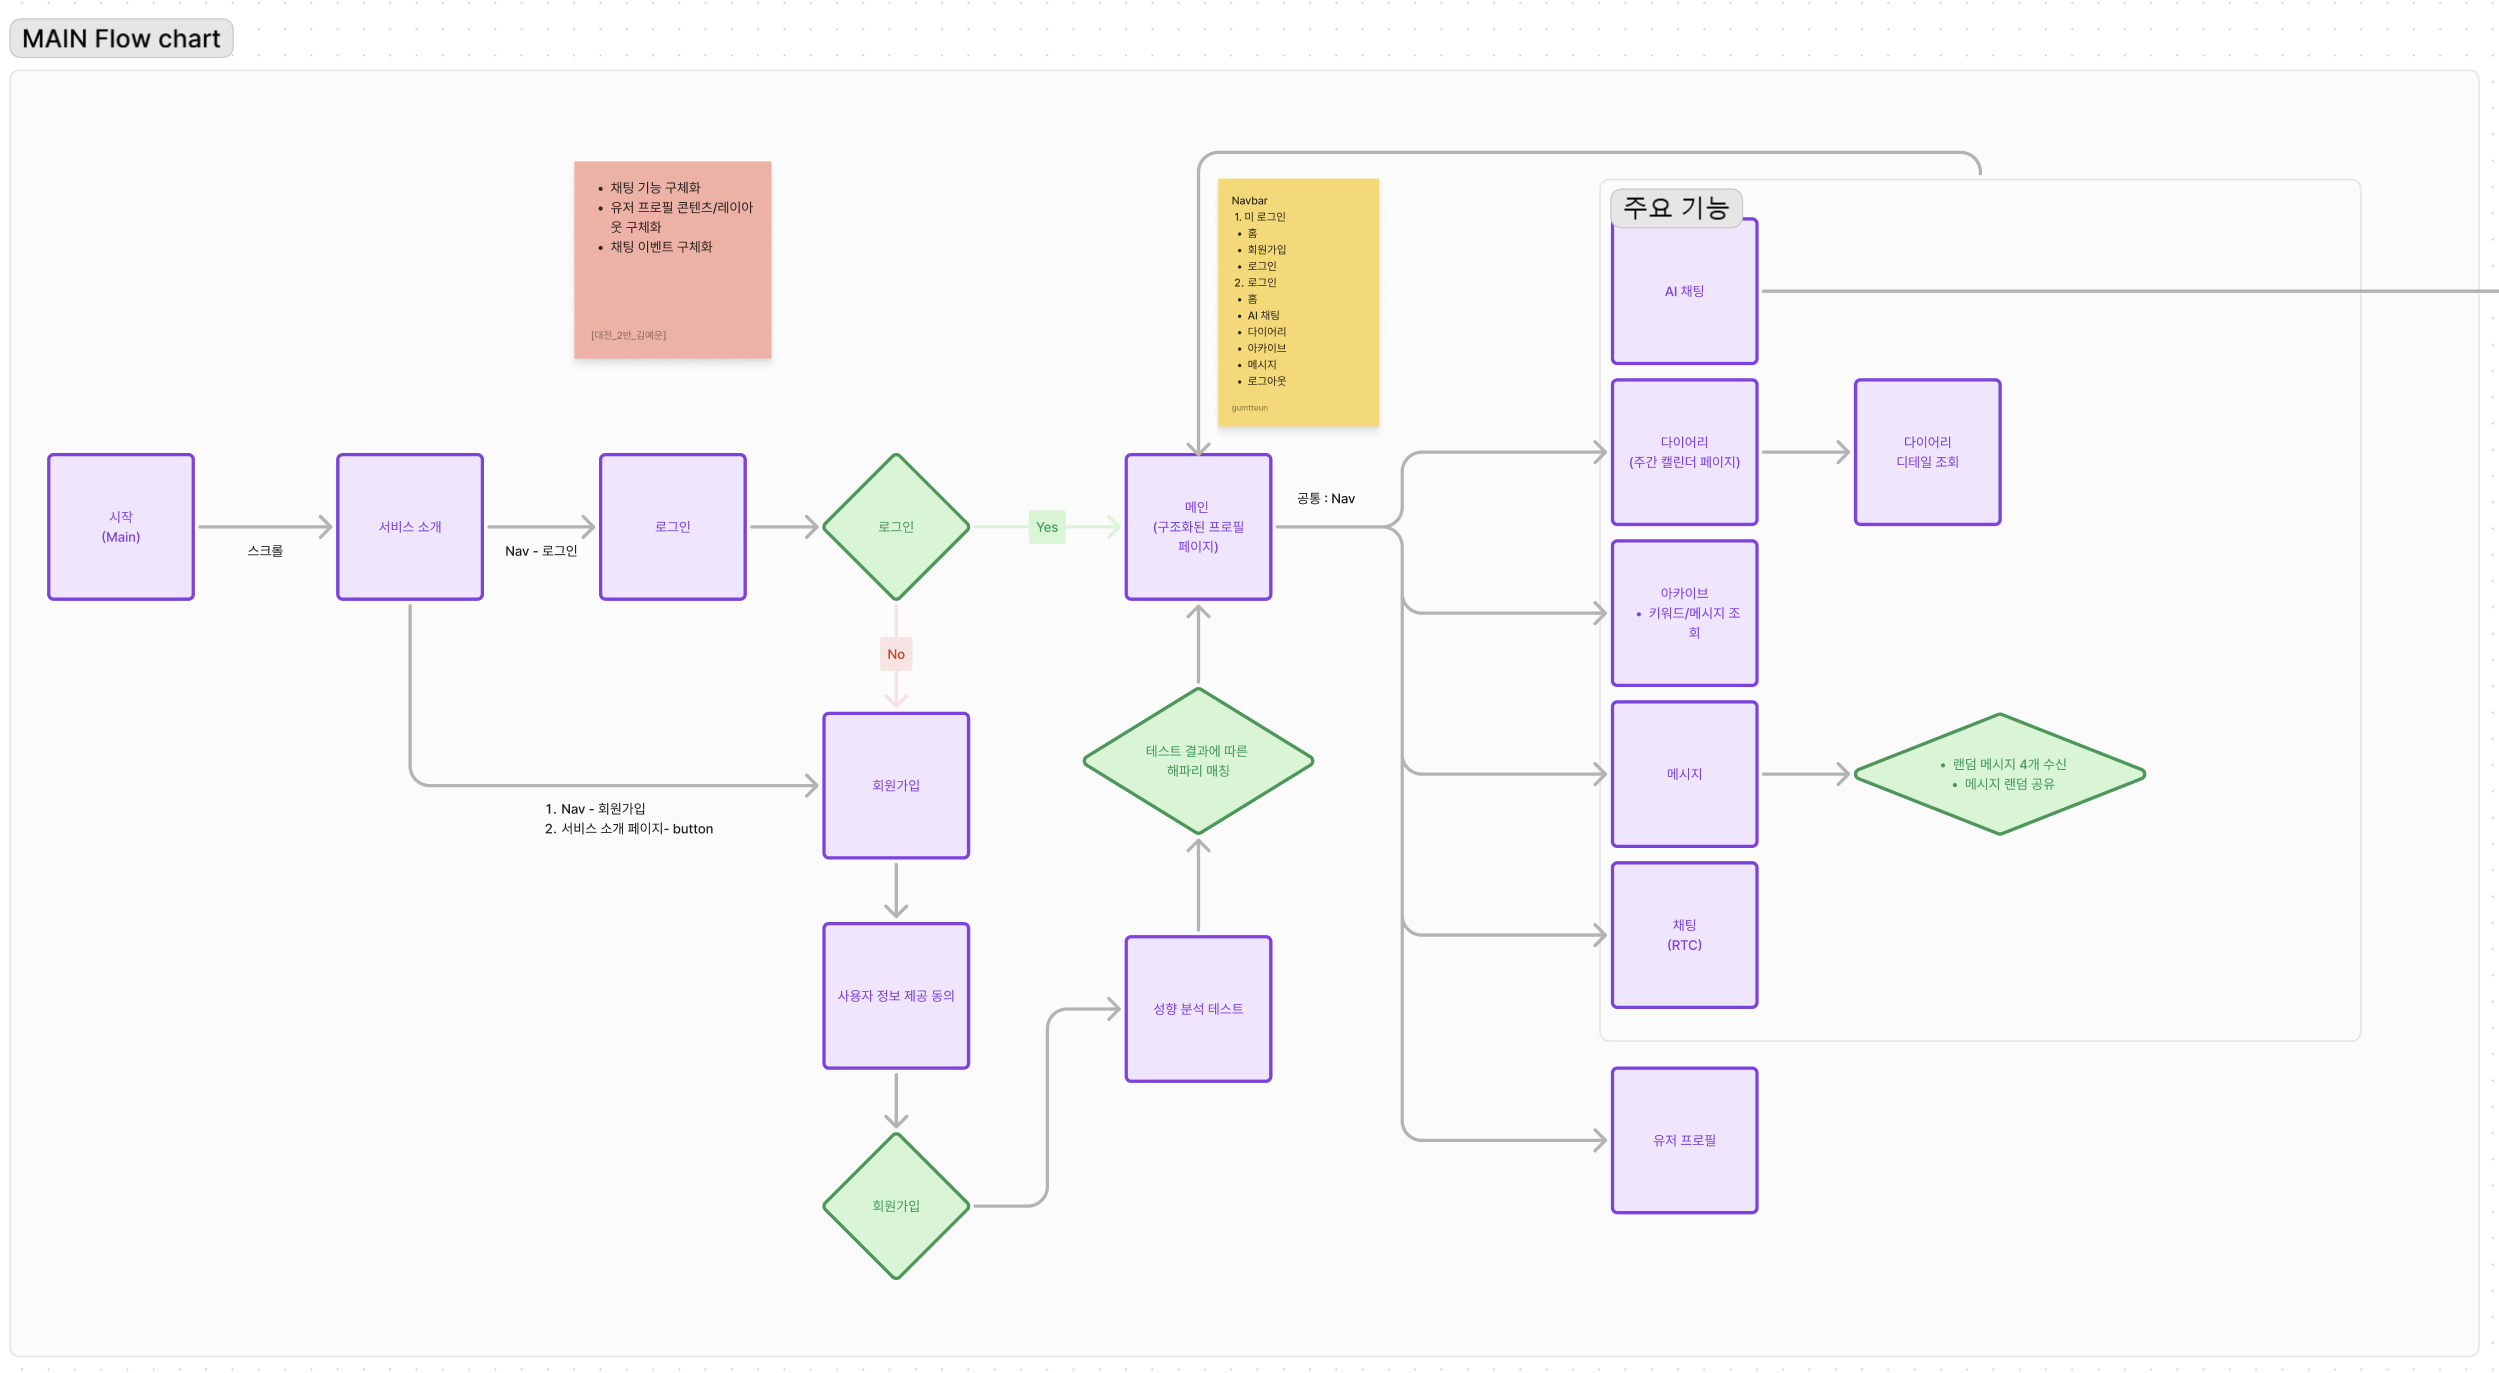 MAIN Flow chart
• 채팅 기능 구체화
• 유저 프로필 콘텐츠/레이아
웃 구체화
• 채팅 이벤트 구체화
[대전_2반_김예운]
Navbar
1. 미 로그인
• 홈
• 회원가입
• 로그인
2. 로그인
• 홈
• AI 채팅
• 다이어리
• 아카이브
• 메시지
• 로그아웃
gumtteun
시작
(Main)
스크롤
서비스 소개
Nav - 로그인
로그인
로그인
Yes
No
메인
(구조화된 프로필
페이지)
공통 : Nav
1. Nav - 회원가입
2. 서비스 소개 페이지- button
회원가입
사용자 정보 제공 동의
회원가입
성향 분석 테스트
테스트 결과에 따른
해파리 매칭
주요 기능
AI 채팅
다이어리
(주간 캘린더 페이지)
다이어리
디테일 조회
아카이브
• 키워드/메시지 조
회
메시지
• 랜덤 메시지 4개 수신
• 메시지 랜덤 공유
채팅
(RTC)
유저 프로필